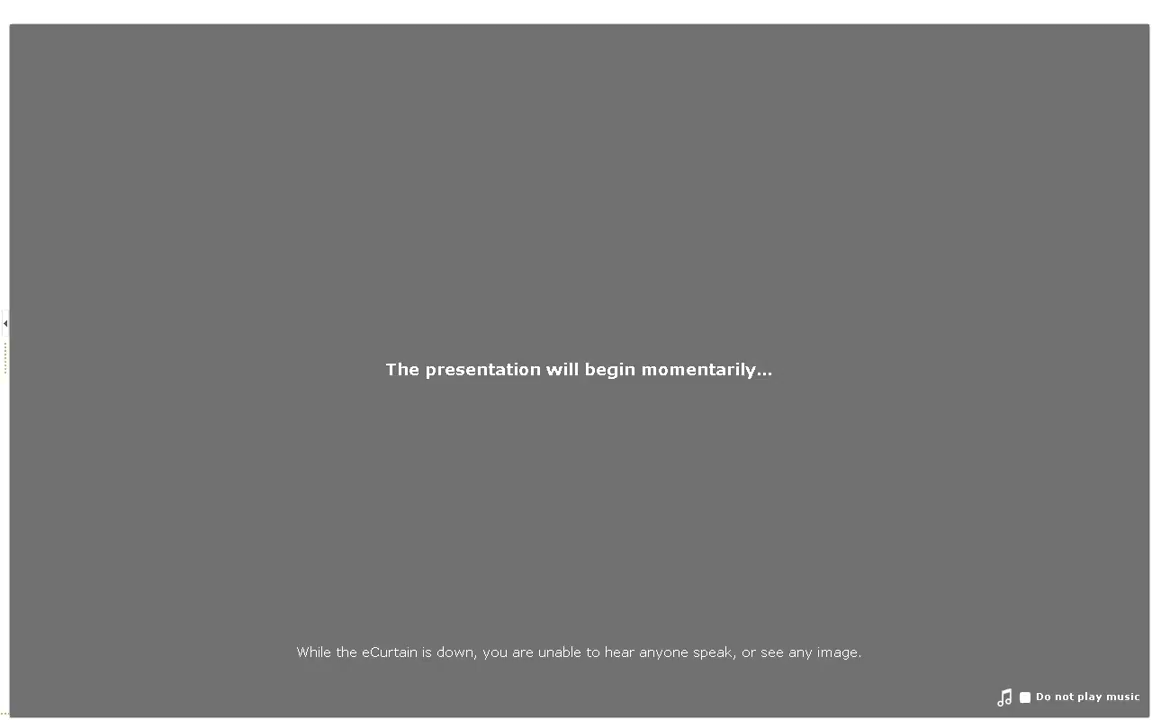 The presentation will begin momentarily...
While the eCurtain is down, you are unable to hear anyone speak, or see any image.
Do not play music